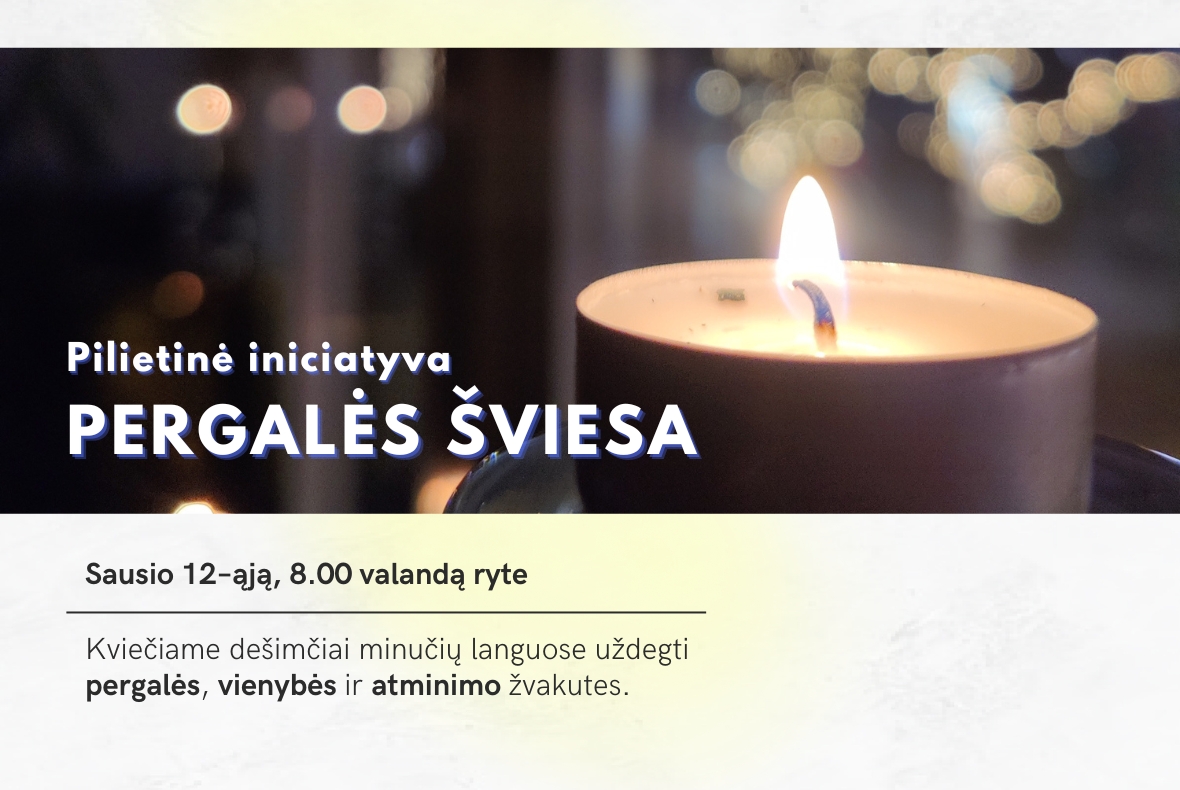 Pilietinė iniciatyva
PERGALĖS ŠVIESA
Sausio 12–ąją, 8.00 valandą ryte
Kviečiame dešimčiai minučių languose uždegti
pergalės, vienybės ir atminimo žvakutes.